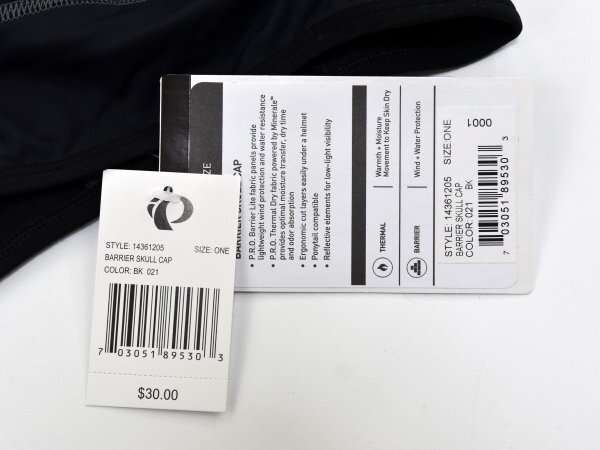 STYLE: 14361205 SIZE: ONE
BARRIER SKULL CAP
COLOR: BK 021
7 03051 89530 3
$30.00
CAP
• P.R.O. Barrier Lite fabric panels provide
lightweight wind protection and water resistance
• P.R.O. Thermal Dry fabric powered by Minerale™
provides optimal moisture transfer, dry time
and odor absorption
• Ergonomic cut layers easily under a helmet
• Ponytail compatible
• Reflective elements for low-light visibility
THERMAL
Warmth + Moisture
Movement to Keep Skin Dry
BARRIER
Wind + Water Protection
STYLE: 14361205 SIZE:ONE
BARRIER SKULL CAP
COLOR: 021 BK
7 03051 89530 3
0001